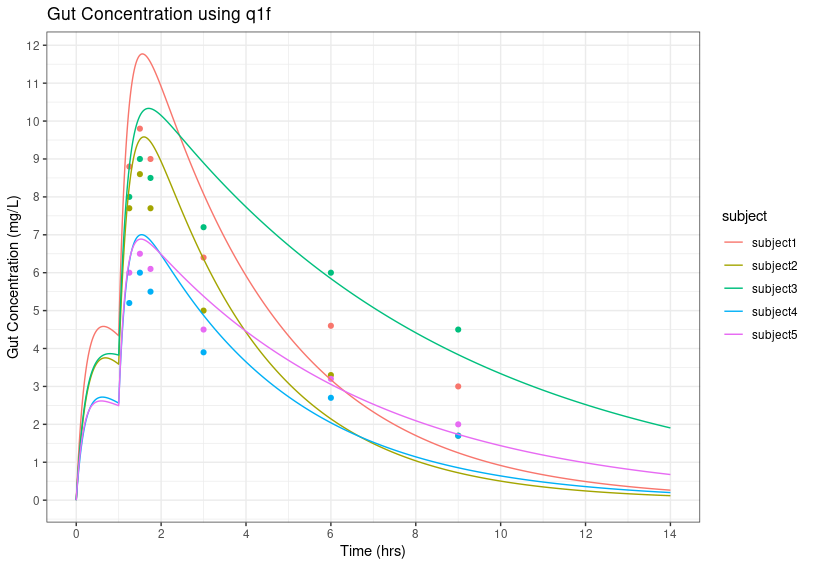 Gut Concentration using q1f
Gut Concentration (mg/L)
12
11
10
9
8
7
6
5
4
3
2
1
0
0 2 4 6 8 10 12 14
Time (hrs)
subject
subject1
subject2
subject3
subject4
subject5